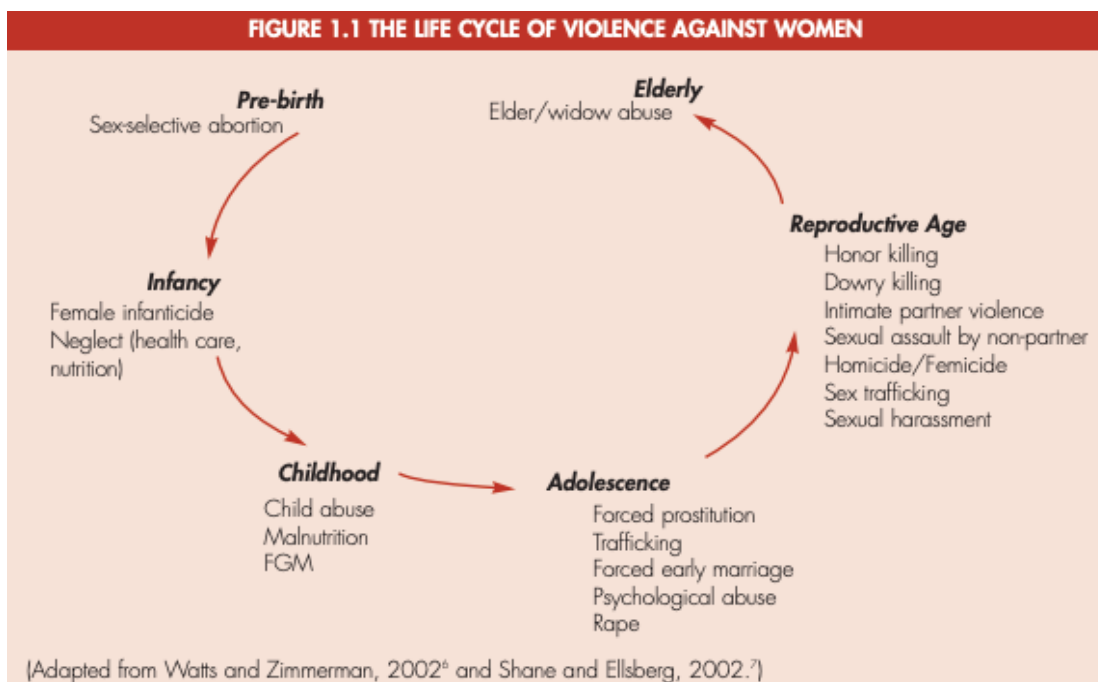 FIGURE 1.1 THE LIFE CYCLE OF VIOLENCE AGAINST WOMEN
Pre-birth
Sex-selective abortion
Infancy
Female infanticide
Neglect (health care,
nutrition)
Childhood
Child abuse
Malnutrition
FGM
Adolescence
Forced prostitution
Trafficking
Forced early marriage
Psychological abuse
Rape
Reproductive Age
Honor killing
Dowry killing
Intimate partner violence
Sexual assault by non-partner
Homicide/Femicide
Sex trafficking
Sexual harassment
Elderly
Elder/widow abuse
(Adapted from Watts and Zimmerman, 2002⁶ and Shane and Ellsberg, 2002.⁷)